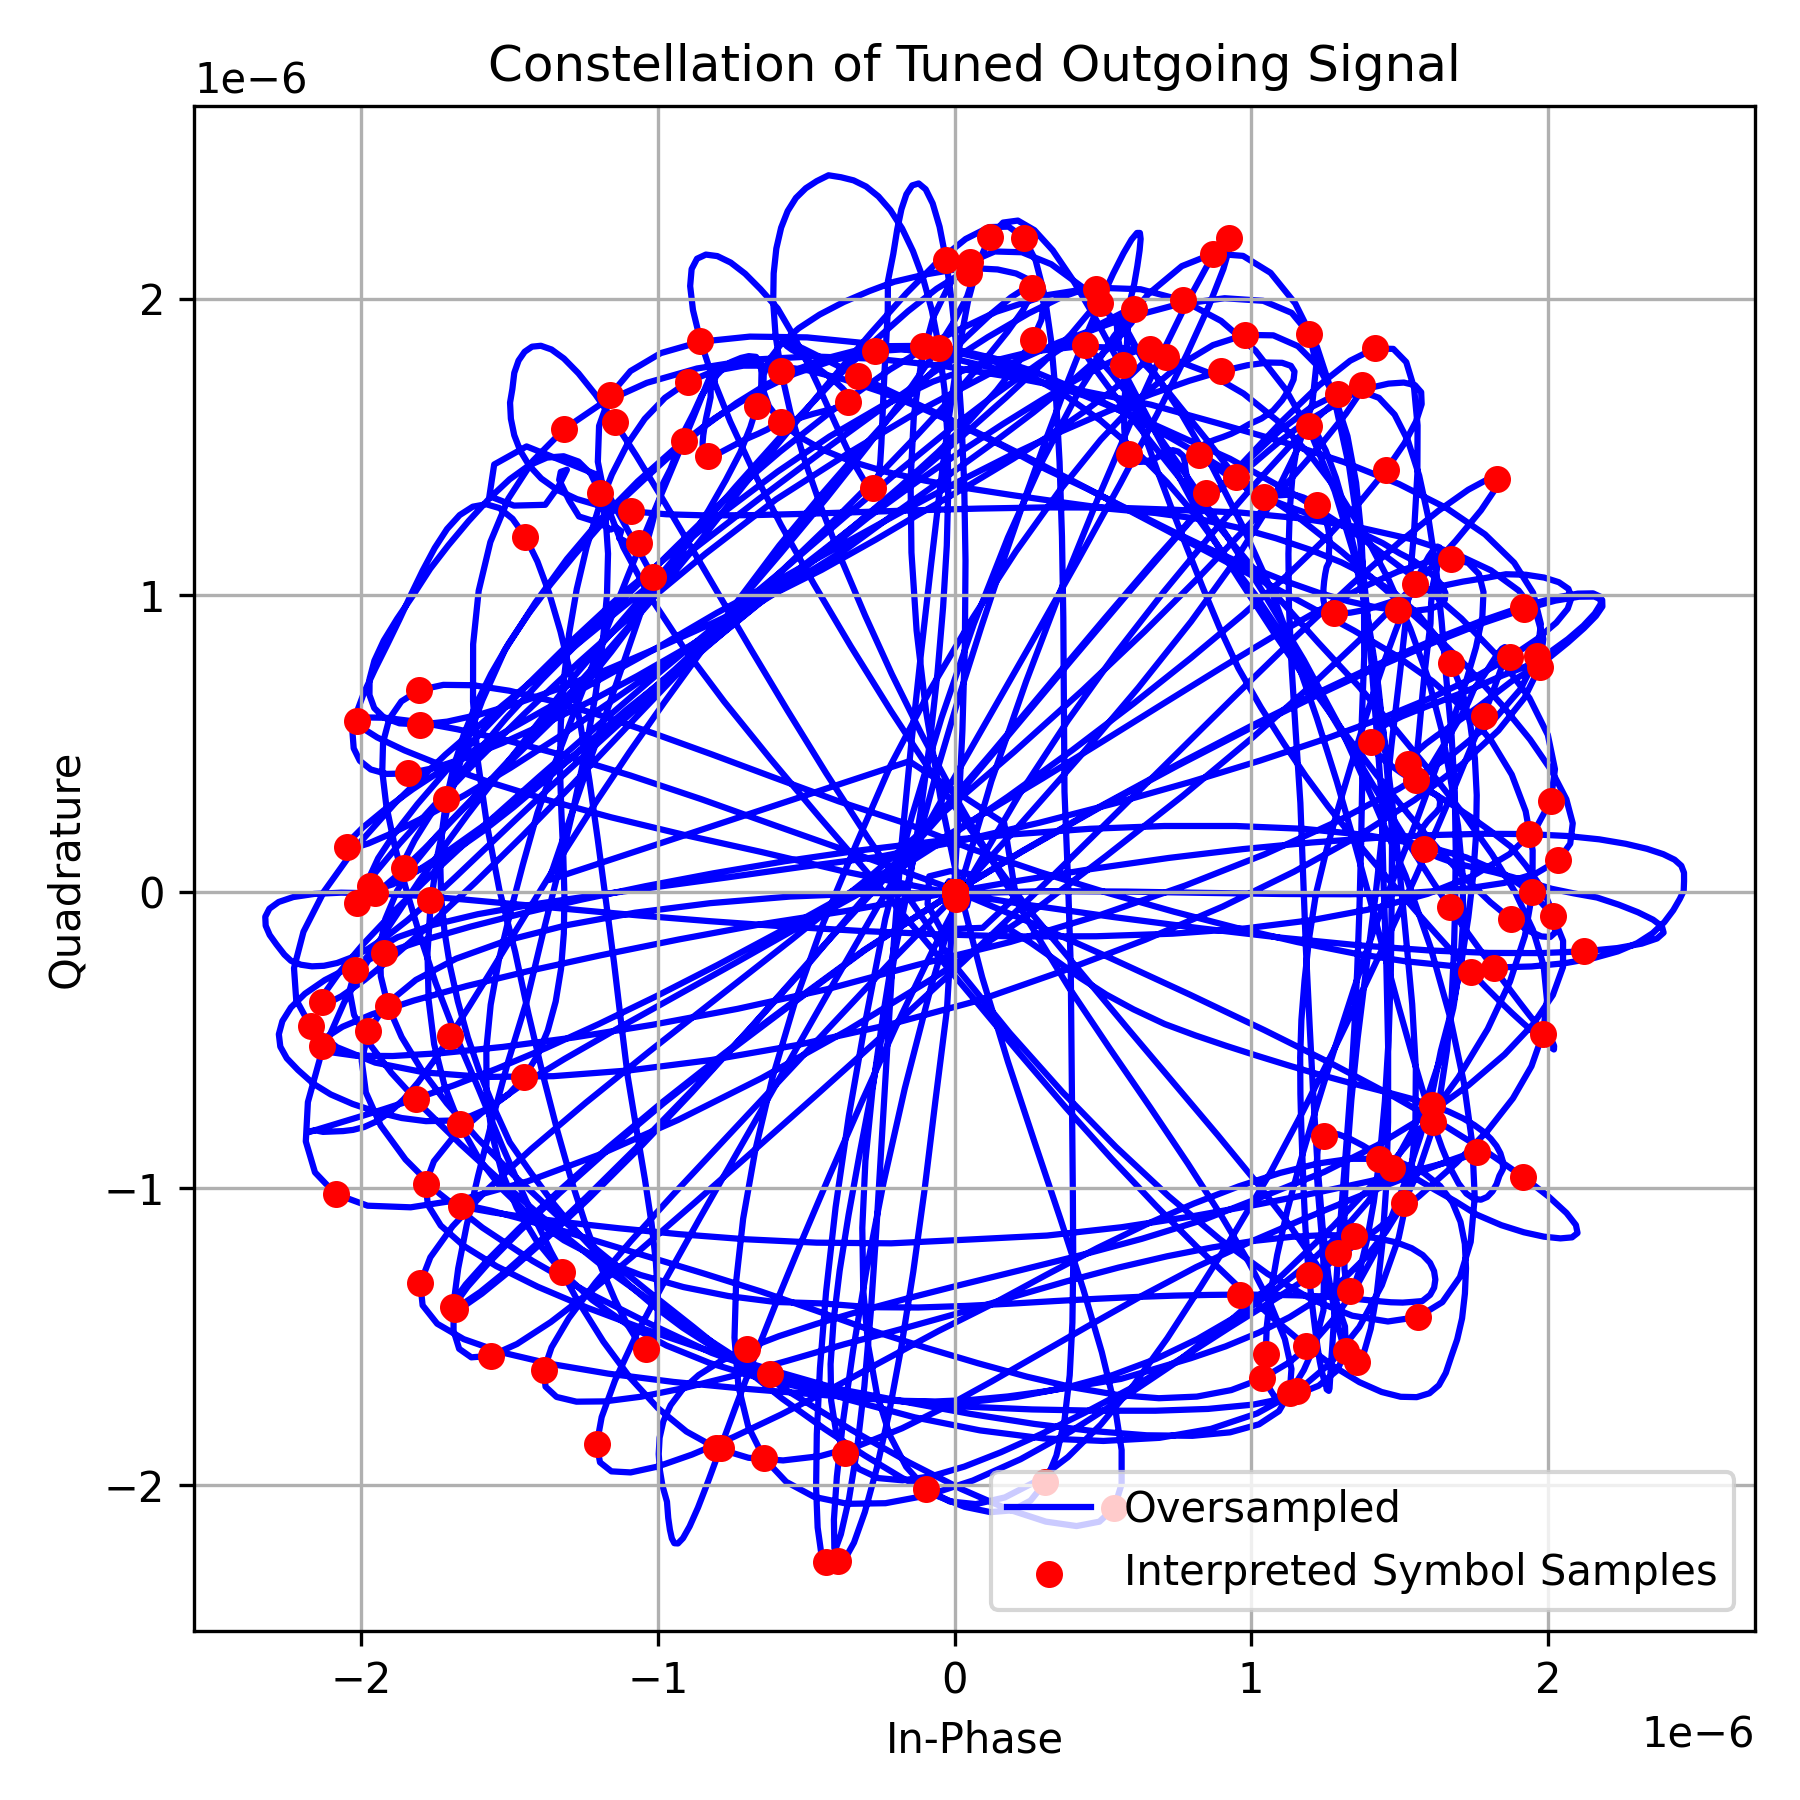 Constellation of Tuned Outgoing Signal
1e−6
2
1
0
−1
−2
Quadrature
−2
−1
0
1
2
1e−6
In-Phase
Oversampled
Interpreted Symbol Samples